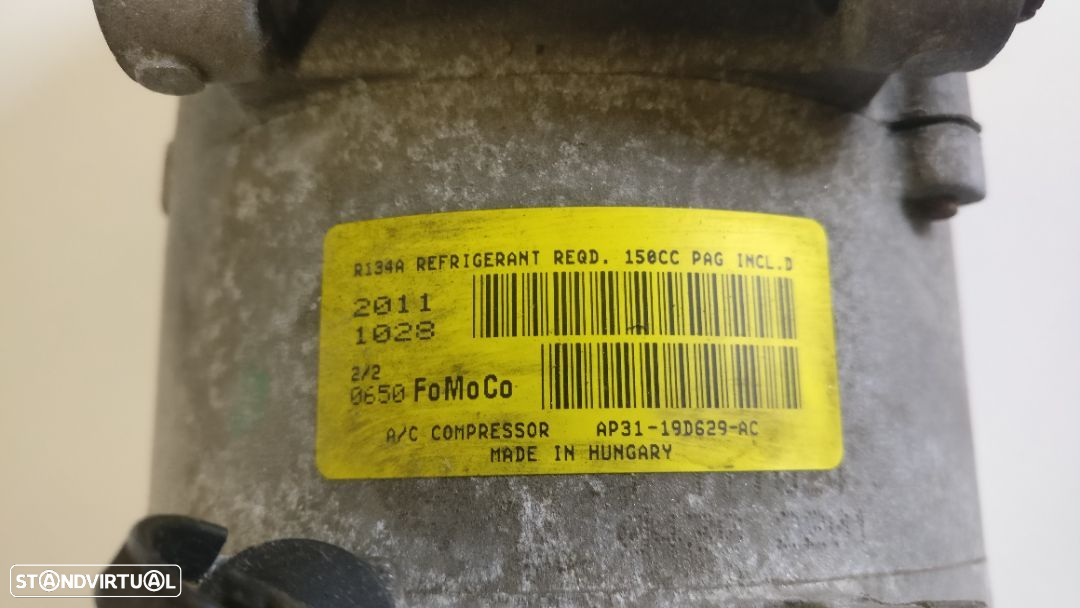 R134A REFRIGERANT REQD. 150CC PAG INCL.D
2011
1028
2/2
0650 FoMoCo
A/C COMPRESSOR AP31-19D629-AC
MADE IN HUNGARY
STANDVIRTUAL